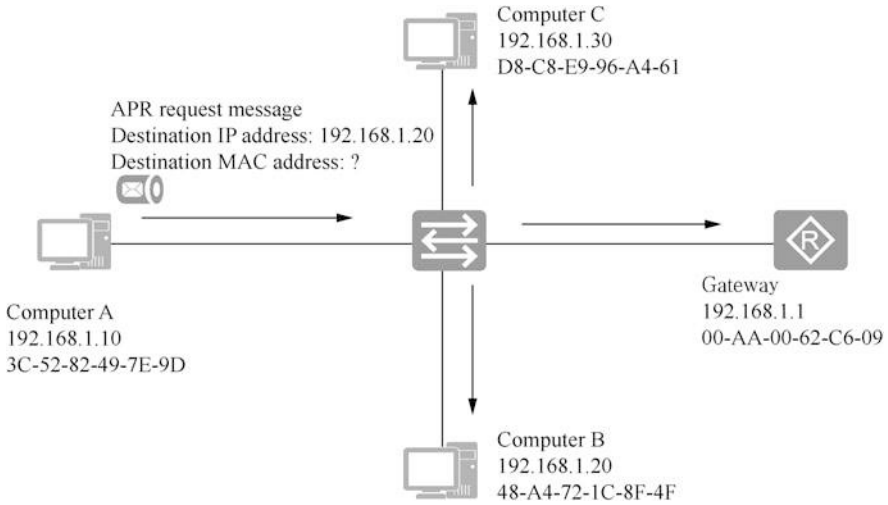 Computer C
192.168.1.30
D8-C8-E9-96-A4-61
APR request message
Destination IP address: 192.168.1.20
Destination MAC address: ?
R
Computer A
192.168.1.10
3C-52-82-49-7E-9D
Gateway
192.168.1.1
00-AA-00-62-C6-09
Computer B
192.168.1.20
48-A4-72-1C-8F-4F